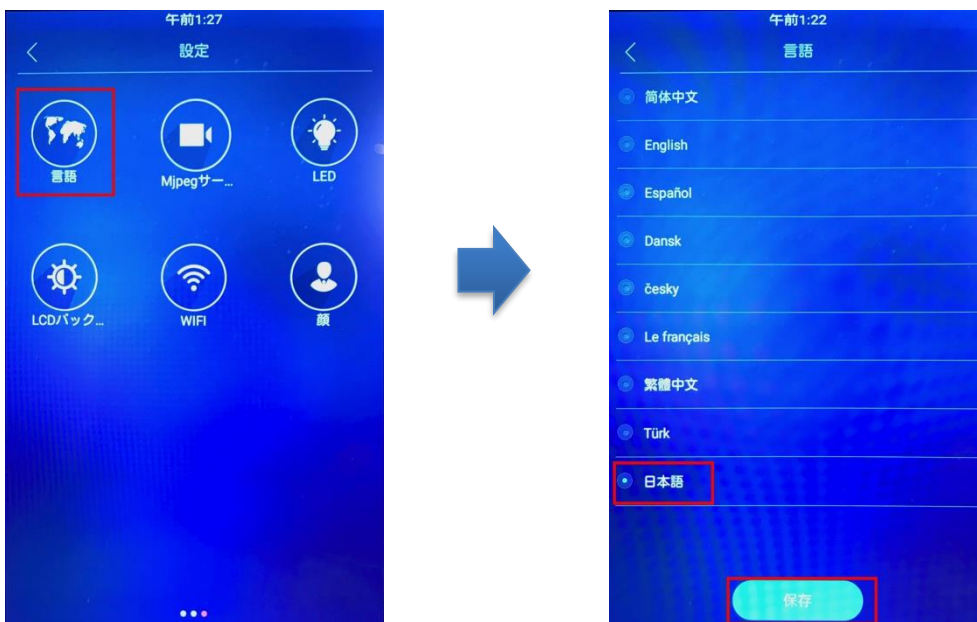 午前1:27
設定
言語
Mjpegサー...
LED
LCDバック...
WIFI
顔
午前1:22
言語
简体中文
English
Español
Dansk
česky
Le français
繁體中文
Türk
日本語
保存